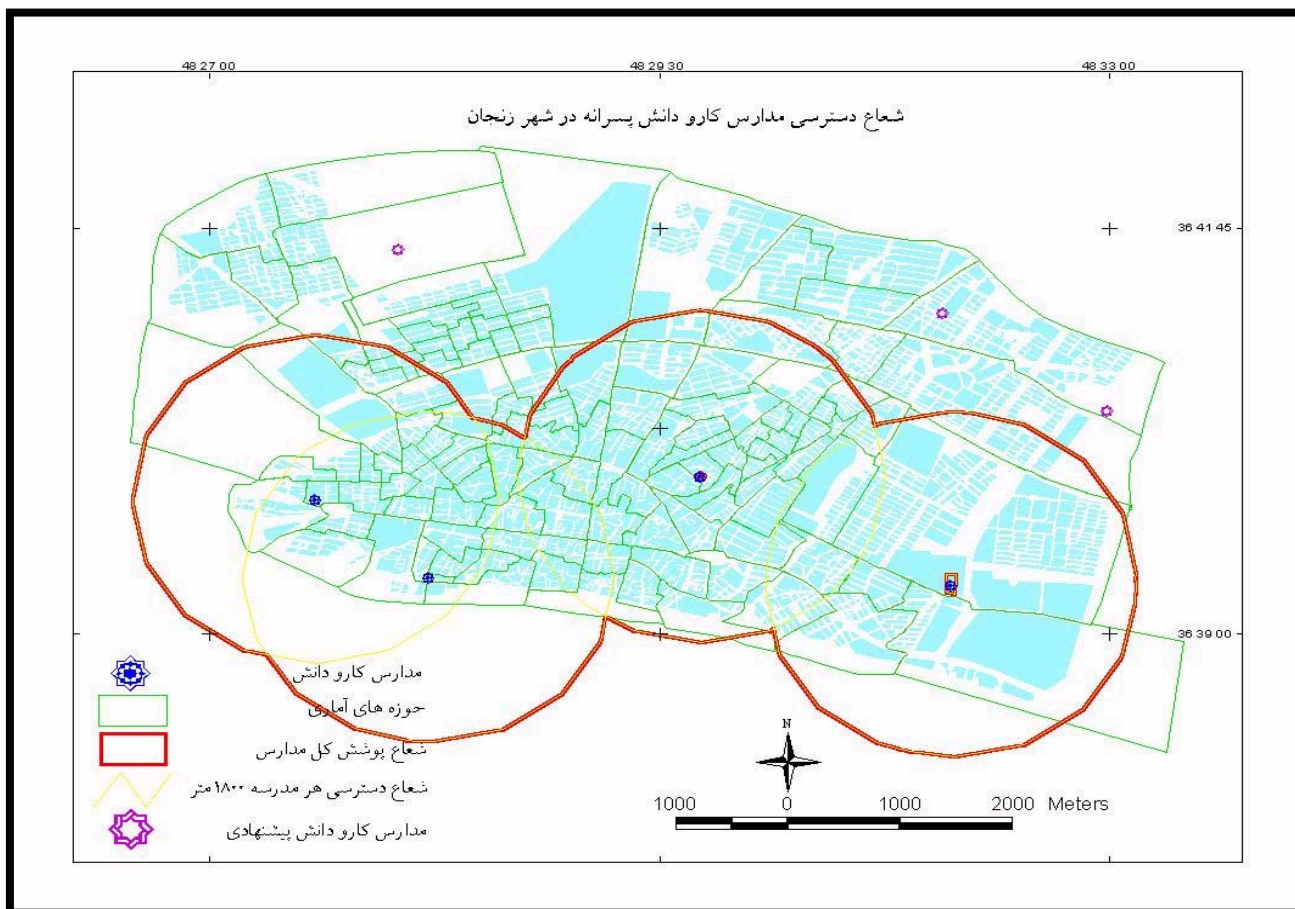 48 27 00
48 29 30
48 33 00
شعاع دسترسی مدارس کارو دانش پسرانه در شهر زنجان
36 41 45
36 39 00
مدارس کارو دانش
حوزه های آماری
شعاع پوشش کل مدارس
شعاع دسترسی هر مدرسه ۱۸۰۰ متر
مدارس کارو دانش پیشنهادی
N
1000 0 1000 2000 Meters